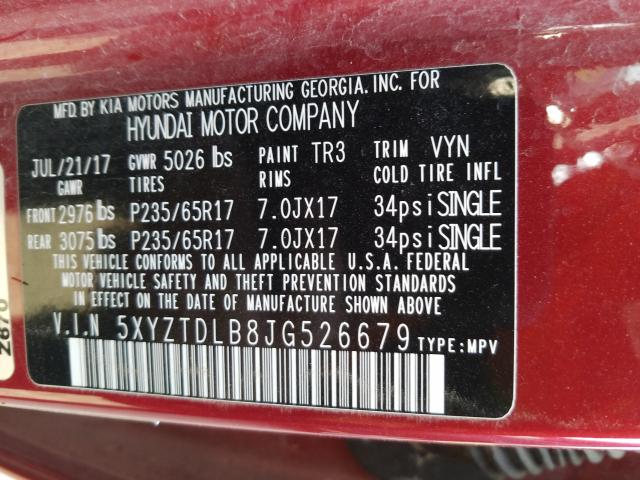 MFD. BY KIA MOTORS MANUFACTURING GEORGIA. INC. FOR
HYUNDAI MOTOR COMPANY
JUL/21/17 GVWR 5026 lbs PAINT TR3 TRIM VYN
GAWR TIRES RIMS COLD TIRE INFL
FRONT 2976 lbs P235/65R17 7.0JX17 34psi SINGLE
REAR 3075 lbs P235/65R17 7.0JX17 34psi SINGLE
THIS VEHICLE CONFORMS TO ALL APPLICABLE U.S.A. FEDERAL
MOTOR VEHICLE SAFETY AND THEFT PREVENTION STANDARDS
IN EFFECT ON THE DATE OF MANUFACTURE SHOWN ABOVE.
V.I.N 5XYZTDLB8JG526679 TYPE: MPV